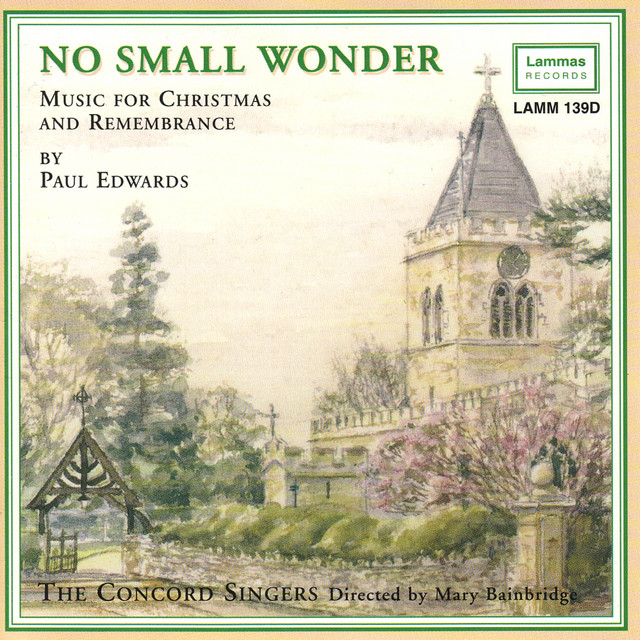 NO SMALL WONDER
MUSIC FOR CHRISTMAS
AND REMEMBRANCE
BY
PAUL EDWARDS
Lammas
RECORDS
LAMM 139D
THE CONCORD SINGERS Directed by Mary Bainbridge